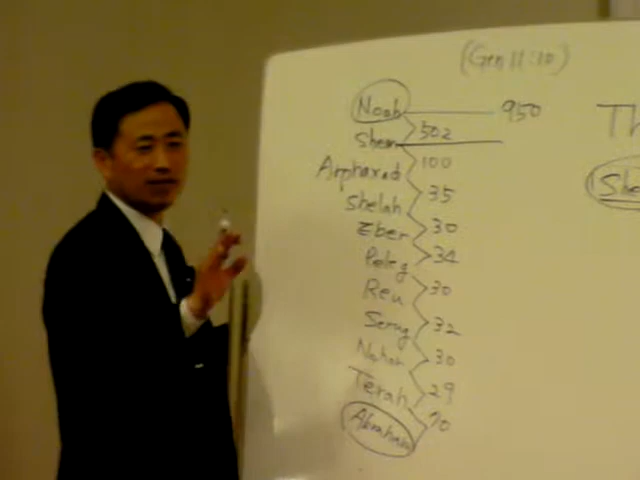 (Gen 11:10)
Noah 950
Th
Shem 502
Arphaxad 100
She
Shelah 35
Eber 30
Peleg 34
Reu 30
Serug 32
Nahor 30
Terah 29
Abraham 70